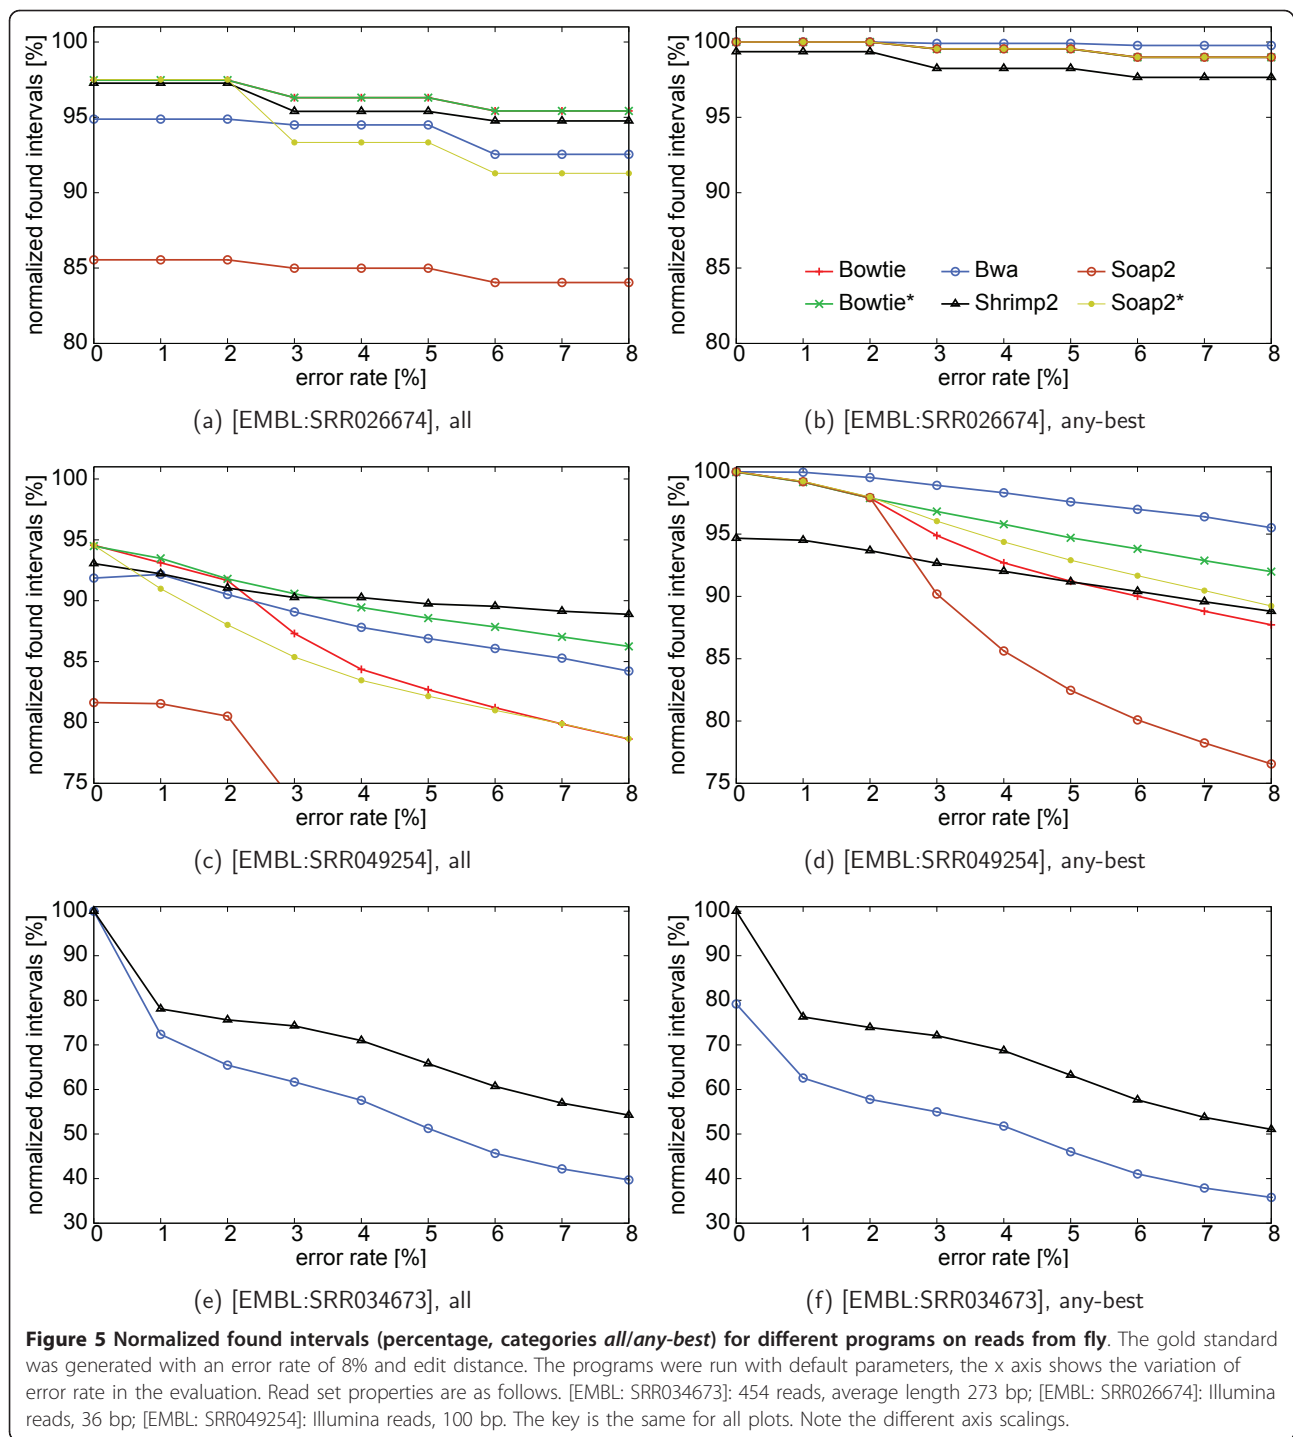 normalized found intervals [%]
100
95
90
85
80
0 1 2 3 4 5 6 7 8
error rate [%]
(a) [EMBL:SRR026674], all
normalized found intervals [%]
100
95
90
85
80
Bowtie Bwa Soap2
Bowtie* Shrimp2 Soap2*
0 1 2 3 4 5 6 7 8
error rate [%]
(b) [EMBL:SRR026674], any-best
normalized found intervals [%]
100
95
90
85
80
75
0 1 2 3 4 5 6 7 8
error rate [%]
(c) [EMBL:SRR049254], all
normalized found intervals [%]
100
95
90
85
80
75
0 1 2 3 4 5 6 7 8
error rate [%]
(d) [EMBL:SRR049254], any-best
normalized found intervals [%]
100
90
80
70
60
50
40
30
0 1 2 3 4 5 6 7 8
error rate [%]
(e) [EMBL:SRR034673], all
normalized found intervals [%]
100
90
80
70
60
50
40
30
0 1 2 3 4 5 6 7 8
error rate [%]
(f) [EMBL:SRR034673], any-best
Figure 5 Normalized found intervals (percentage, categories all/any-best) for different programs on reads from fly. The gold standard
was generated with an error rate of 8% and edit distance. The programs were run with default parameters, the x axis shows the variation of
error rate in the evaluation. Read set properties are as follows. [EMBL: SRR034673]: 454 reads, average length 273 bp; [EMBL: SRR026674]: Illumina
reads, 36 bp; [EMBL: SRR049254]: Illumina reads, 100 bp. The key is the same for all plots. Note the different axis scalings.